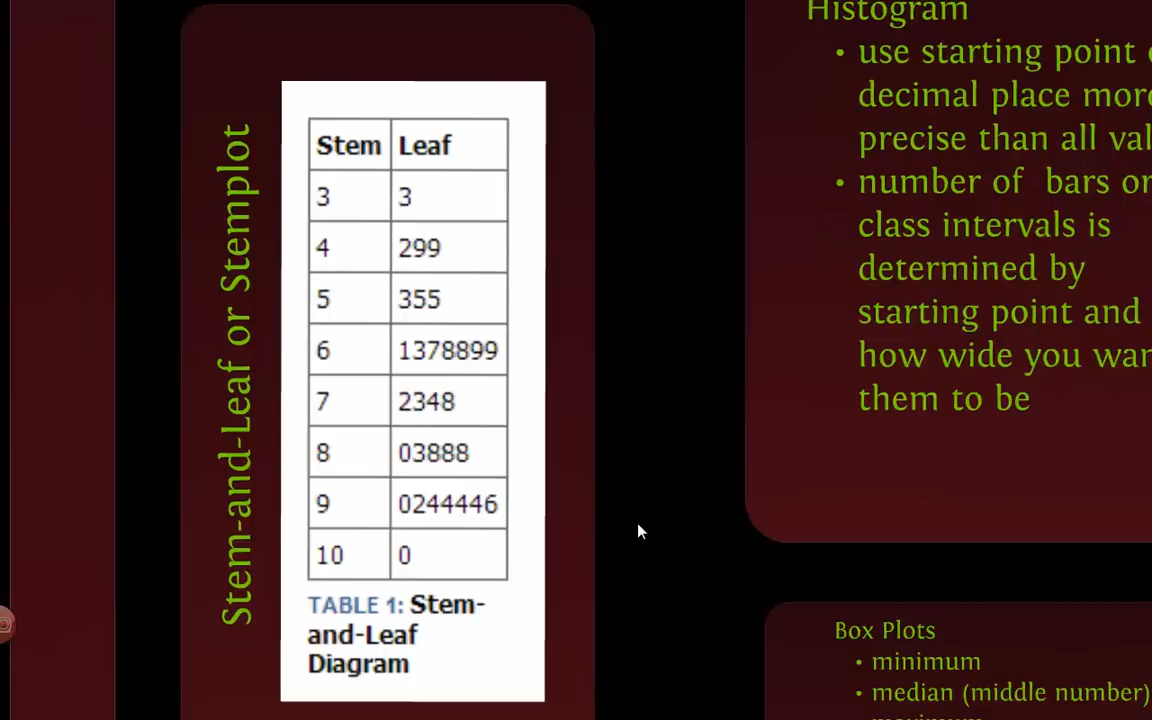 Stem-and-Leaf or Stemplot
Stem Leaf
3 3
4 299
5 355
6 1378899
7 2348
8 03888
9 0244446
10 0
TABLE 1: Stem-
and-Leaf
Diagram
Histogram
• use starting point
decimal place more
precise than all val
• number of bars or
class intervals is
determined by
starting point and
how wide you wan
them to be
Box Plots
• minimum
• median (middle number)